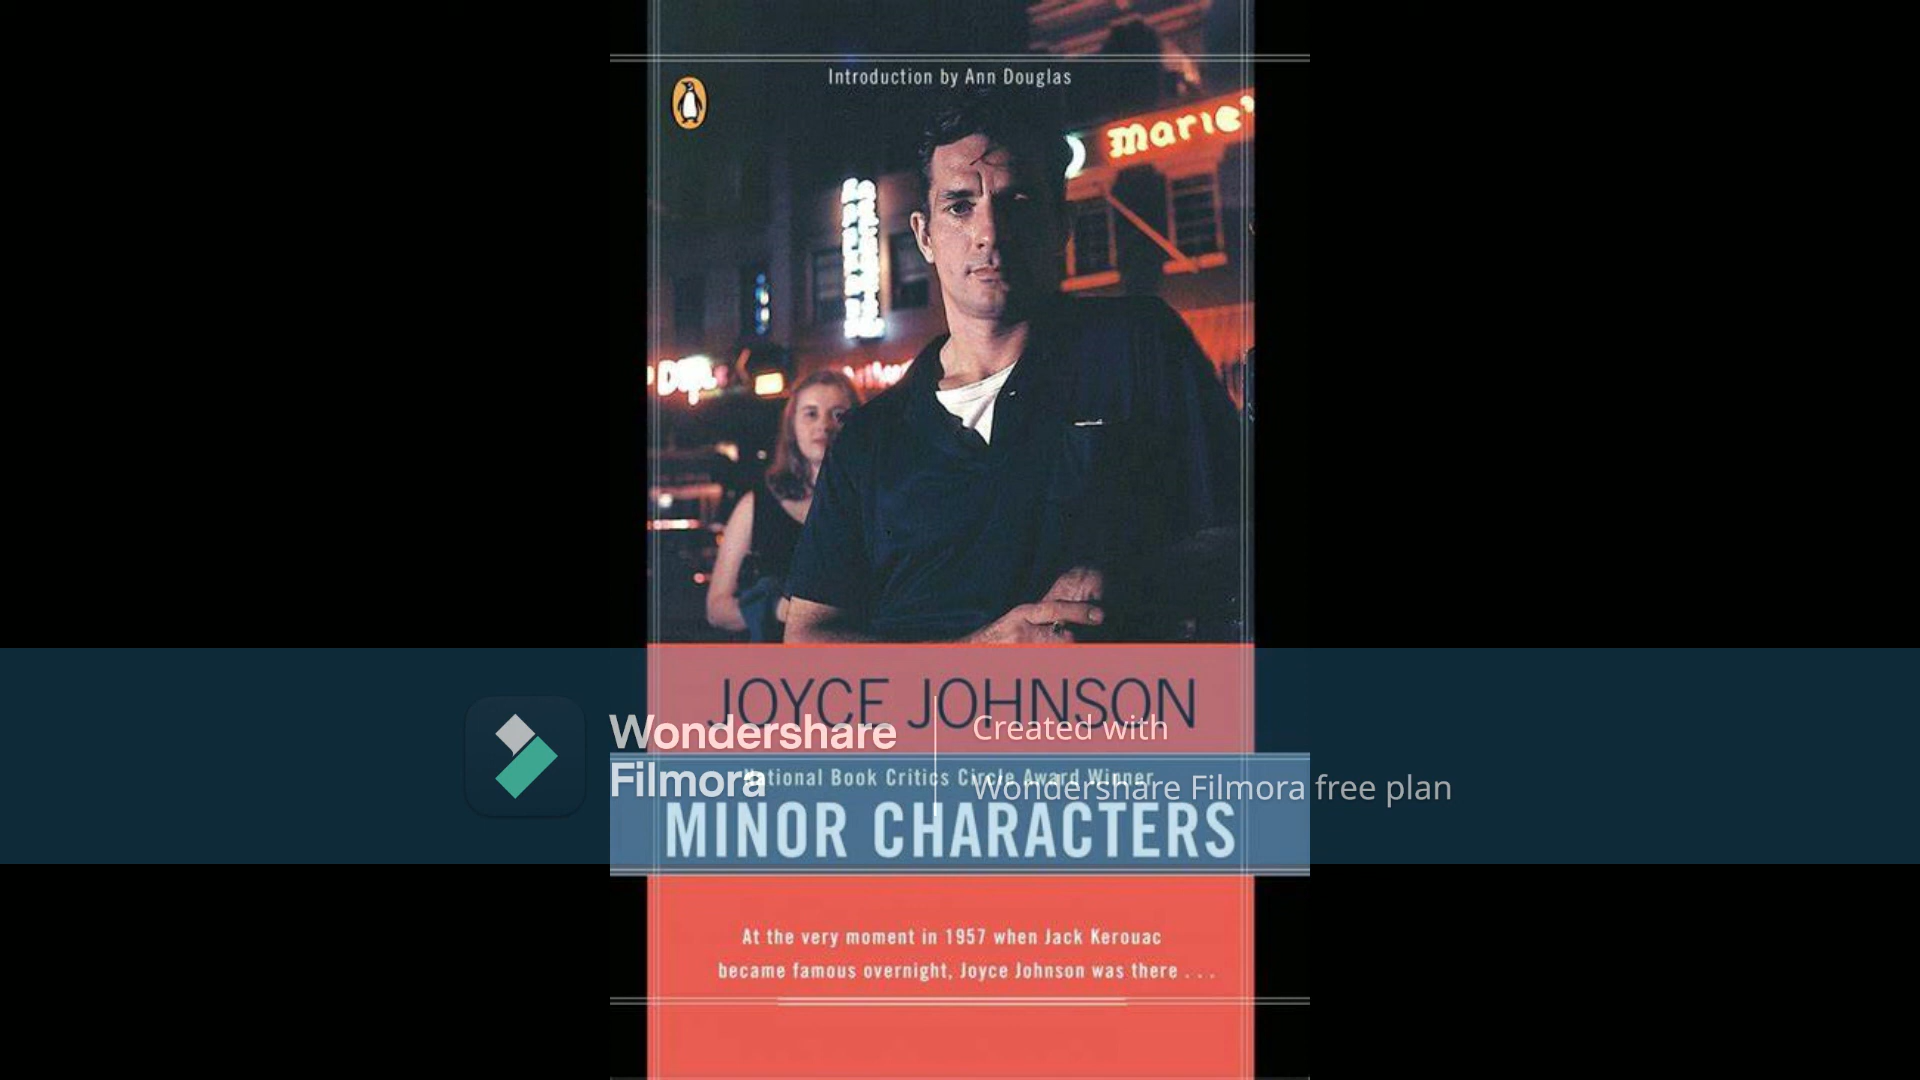 Introduction by Ann Douglas
marie'
JOYCE JOHNSON
National Book Critics Circle Award Winner
MINOR CHARACTERS
Wondershare
Filmora
Created with
Wondershare Filmora free plan
At the very moment in 1957 when Jack Kerouac
became famous overnight, Joyce Johnson was there . . .